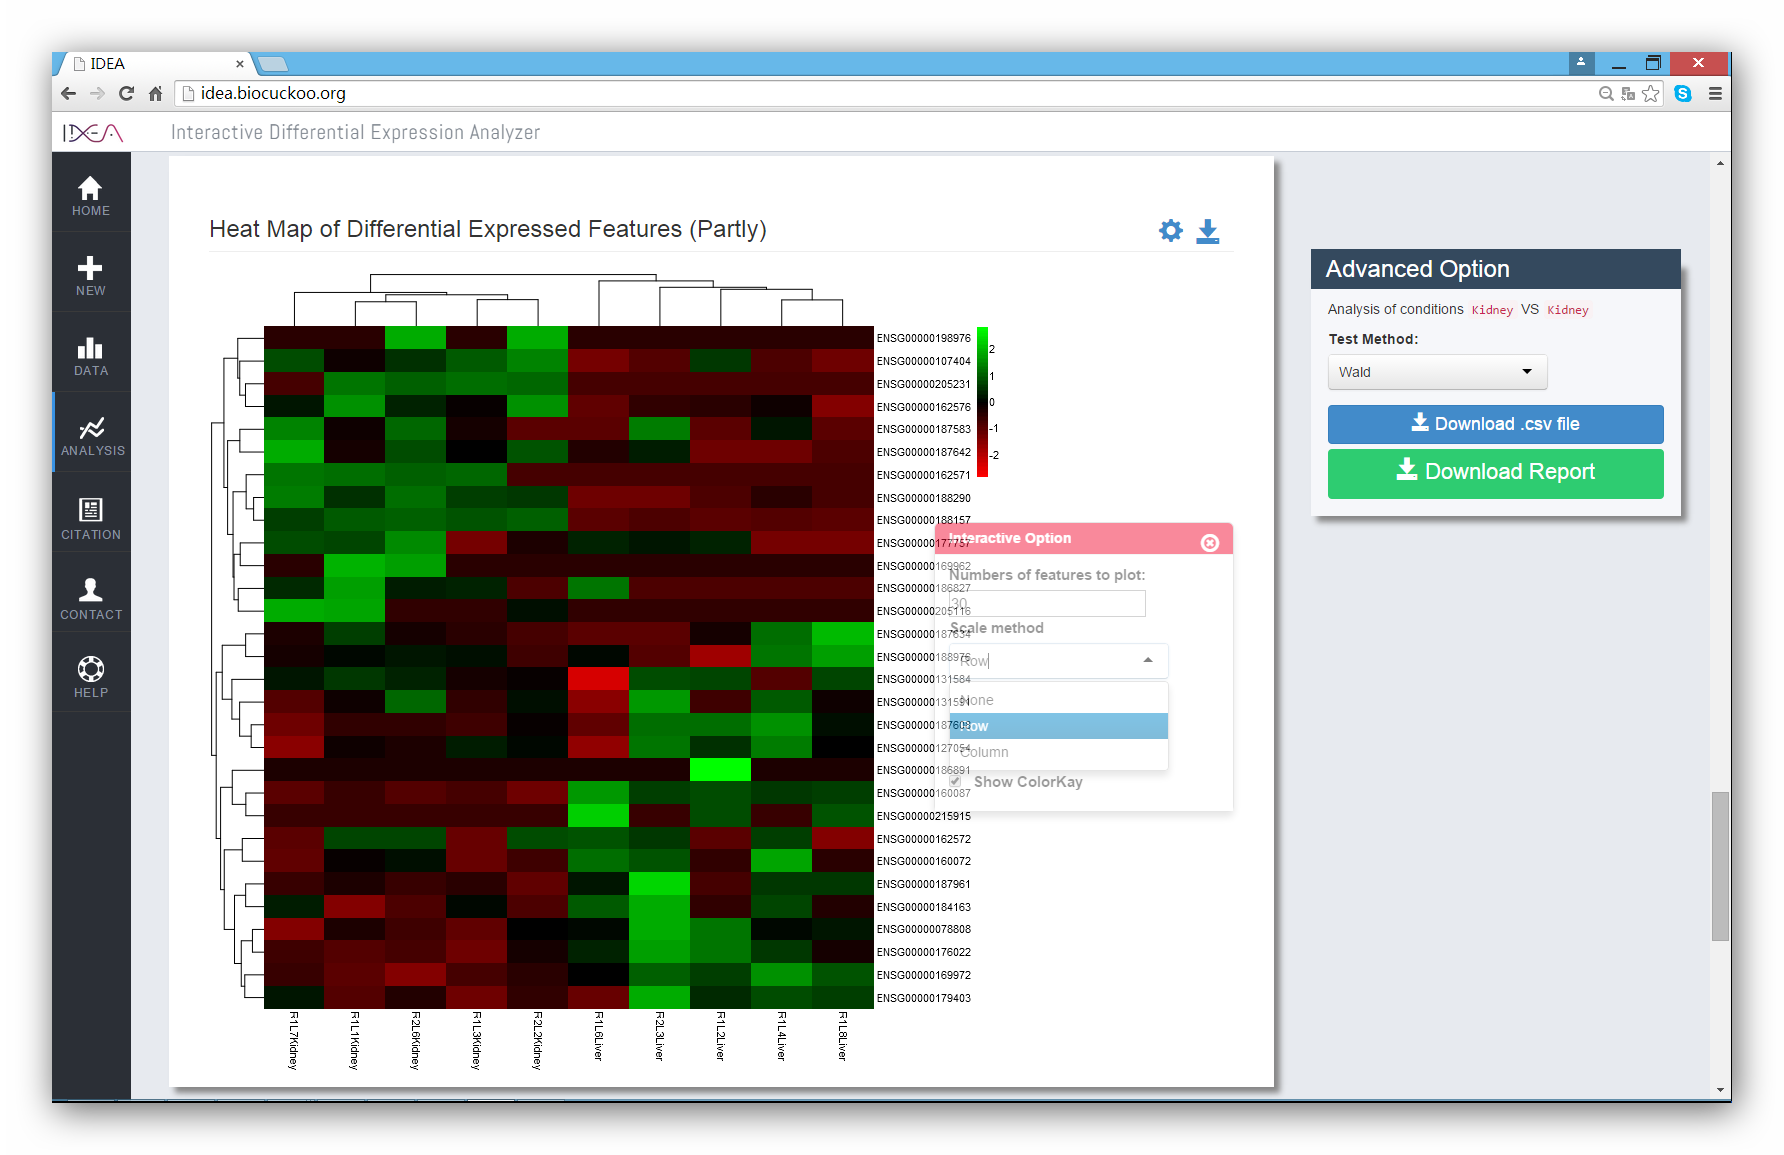 IDEA
idea.biocuckoo.org
IDEA
Interactive Differential Expression Analyzer
HOME
NEW
DATA
ANALYSIS
CITATION
CONTACT
HELP
Heat Map of Differential Expressed Features (Partly)
ENSG00000198976
ENSG00000107404
ENSG00000205231
ENSG00000162576
ENSG00000187583
ENSG00000187642
ENSG00000162571
ENSG00000188290
ENSG00000188157
ENSG00000177757
ENSG00000169962
ENSG00000186827
ENSG00000205116
ENSG00000187634
ENSG00000188976
ENSG00000131584
ENSG00000131591
ENSG00000187608
ENSG00000127054
ENSG00000186891
ENSG00000160087
ENSG00000215915
ENSG00000162572
ENSG00000160072
ENSG00000187961
ENSG00000184163
ENSG00000078808
ENSG00000176022
ENSG00000169972
ENSG00000179403
2
1
0
-1
-2
R1L7Kidney
R1L1Kidney
R2L6Kidney
R1L3Kidney
R2L2Kidney
R1L6Liver
R2L3Liver
R1L2Liver
R1L4Liver
R1L8Liver
Interactive Option
Numbers of features to plot:
30
Scale method
Row
None
Row
Column
Show ColorKay
Advanced Option
Analysis of conditions Kidney VS Kidney
Test Method:
Wald
Download .csv file
Download Report